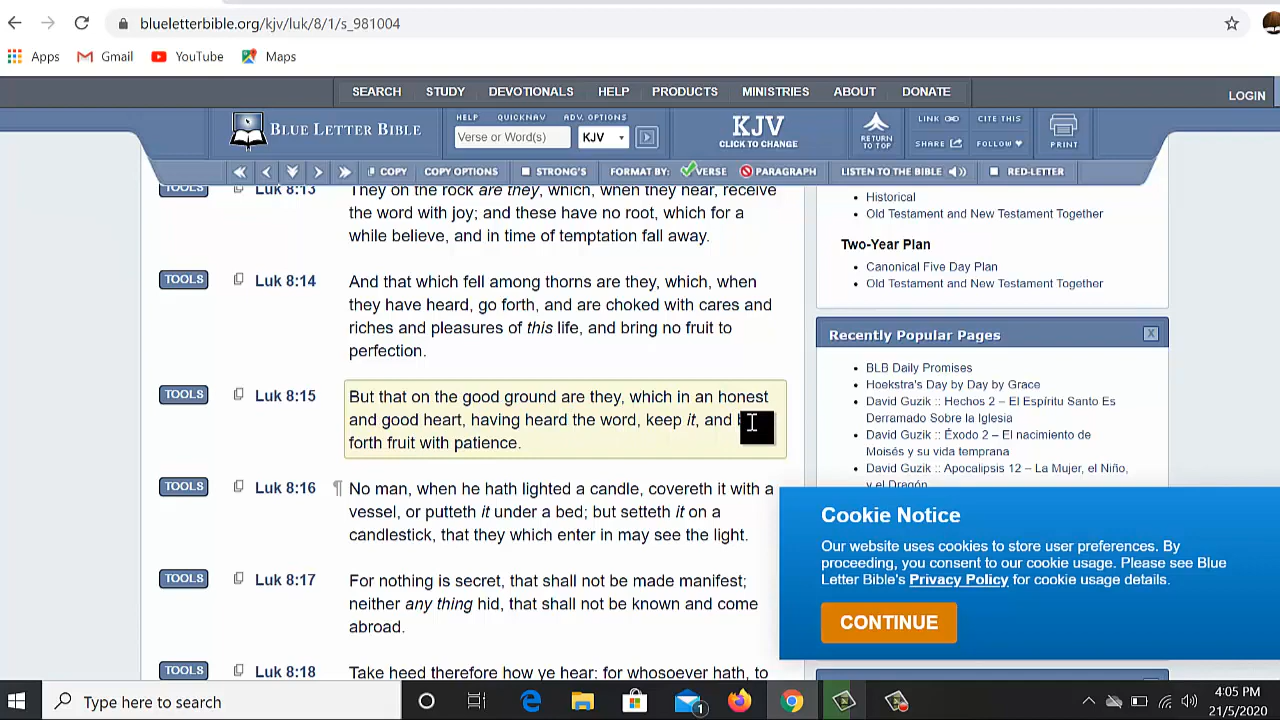 blueletterbible.org/kjv/luk/8/1/s_981004
Apps Gmail YouTube Maps
SEARCH STUDY DEVOTIONALS HELP PRODUCTS MINISTRIES ABOUT DONATE LOGIN
BLUE LETTER BIBLE
HELP QUICKNAV ADV. OPTIONS
Verse or Word(s) KJV
KJV
CLICK TO CHANGE
RETURN
TO TOP
LINK CITE THIS
SHARE FOLLOW
PRINT
COPY COPY OPTIONS STRONG'S FORMAT BY: VERSE PARAGRAPH LISTEN TO THE BIBLE RED-LETTER
TOOLS Luk 8:13 They on the rock are they, which, when they hear, receive
the word with joy; and these have no root, which for a
while believe, and in time of temptation fall away.
TOOLS Luk 8:14 And that which fell among thorns are they, which, when
they have heard, go forth, and are choked with cares and
riches and pleasures of this life, and bring no fruit to
perfection.
TOOLS Luk 8:15 But that on the good ground are they, which in an honest
and good heart, having heard the word, keep it, and
forth fruit with patience.
TOOLS Luk 8:16 ¶ No man, when he hath lighted a candle, covereth it with a
vessel, or putteth it under a bed; but setteth it on a
candlestick, that they which enter in may see the light.
TOOLS Luk 8:17 For nothing is secret, that shall not be made manifest;
neither any thing hid, that shall not be known and come
abroad.
TOOLS Luk 8:18 Take heed therefore how ye hear: for whosoever hath, to
Historical
Old Testament and New Testament Together
Two-Year Plan
Canonical Five Day Plan
Old Testament and New Testament Together
Recently Popular Pages X
BLB Daily Promises
Hoekstra's Day by Day by Grace
David Guzik :: Hechos 2 – El Espíritu Santo Es
Derramado Sobre la Iglesia
David Guzik :: Éxodo 2 – El nacimiento de
Moisés y su vida temprana
David Guzik :: Apocalipsis 12 – La Mujer, el Niño,
y el Dragón
Cookie Notice
Our website uses cookies to store user preferences. By
proceeding, you consent to our cookie usage. Please see Blue
Letter Bible's Privacy Policy for cookie usage details.
CONTINUE
Type here to search
1
4:05 PM
21/5/2020